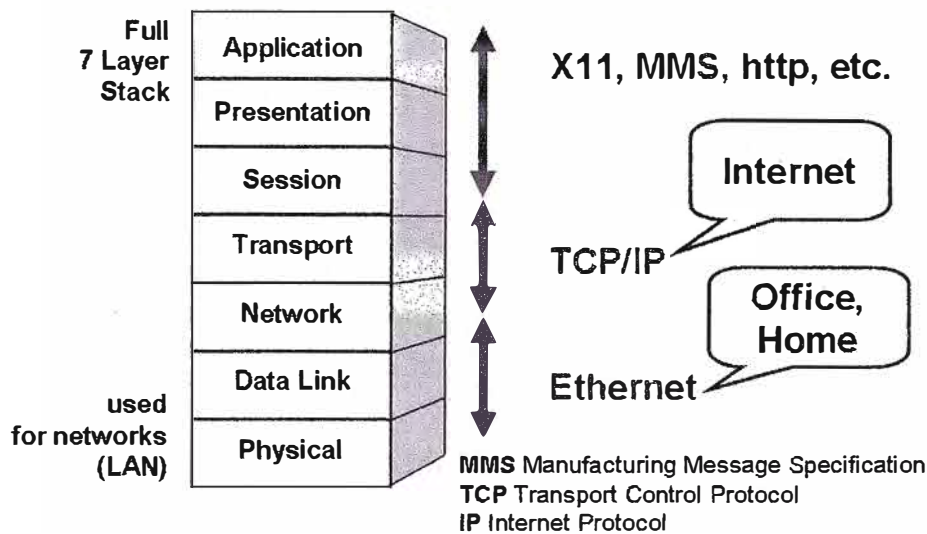 Full
7 Layer
Stack
Application
Presentation
Session
Transport
Network
Data Link
Physical
used
for networks
(LAN)
X11, MMS, http, etc.
Internet
TCP/IP
Office,
Home
Ethernet
MMS Manufacturing Message Specification
TCP Transport Control Protocol
IP Internet Protocol